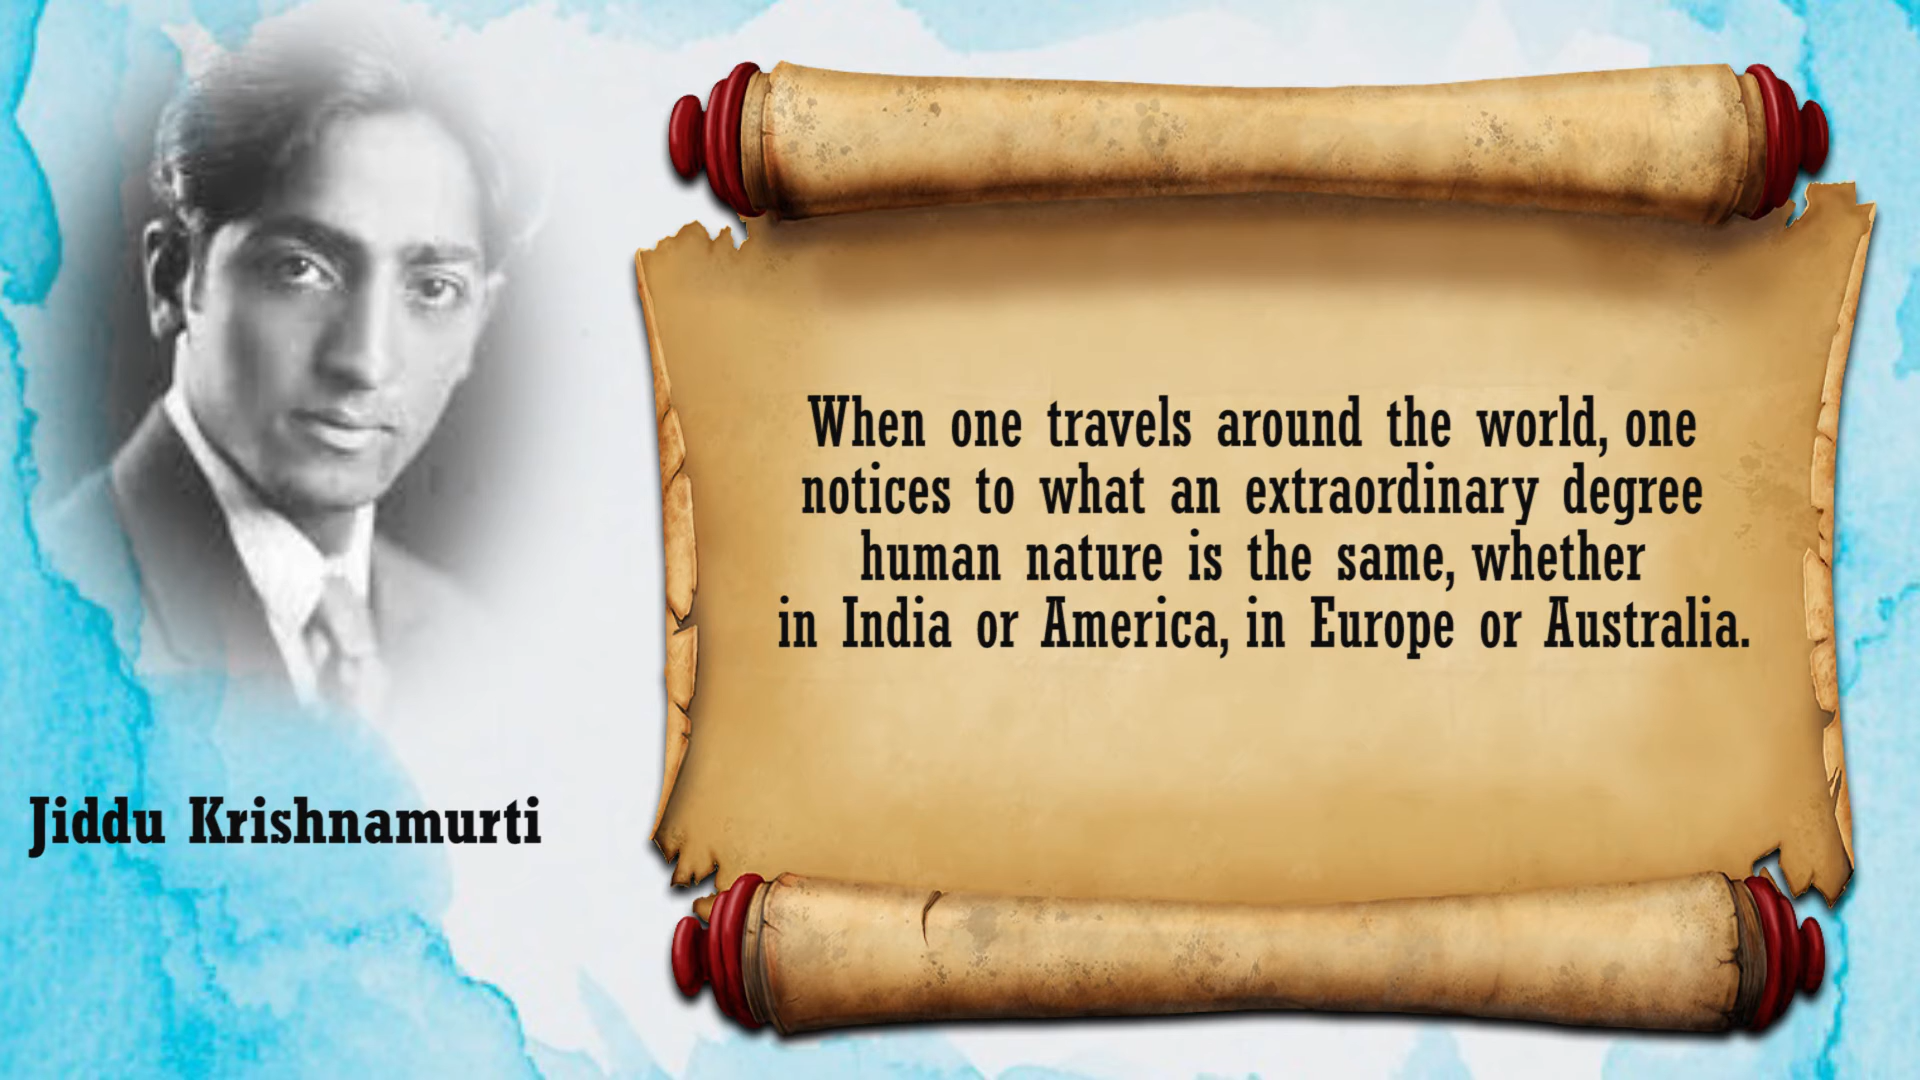 When one travels around the world, one
notices to what an extraordinary degree
human nature is the same, whether
in India or America, in Europe or Australia.
Jiddu Krishnamurti